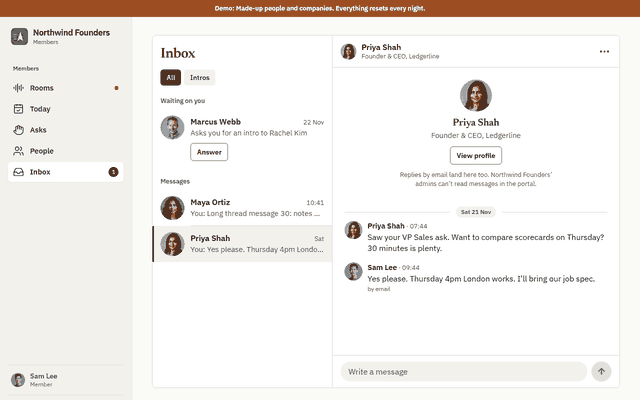 Demo: Made-up people and companies. Everything resets every night.
Northwind Founders
Members
Members
Rooms
Today
Asks
People
Inbox
1
Sam Lee
Member
Inbox
All
Intros
Waiting on you
Marcus Webb
22 Nov
Asks you for an intro to Rachel Kim
Answer
Messages
Maya Ortiz
10:41
You: Long thread message 30: notes ...
Priya Shah
Sat
You: Yes please. Thursday 4pm Londo...
Priya Shah
Founder & CEO, Ledgerline
Priya Shah
Founder & CEO, Ledgerline
View profile
Replies by email land here too. Northwind Founders’
admins can’t read messages in the portal.
Sat 21 Nov
Priya Shah · 07:44
Saw your VP Sales ask. Want to compare scorecards on Thursday?
30 minutes is plenty.
Sam Lee · 09:44
Yes please. Thursday 4pm London works. I’ll bring our job spec.
by email
Write a message